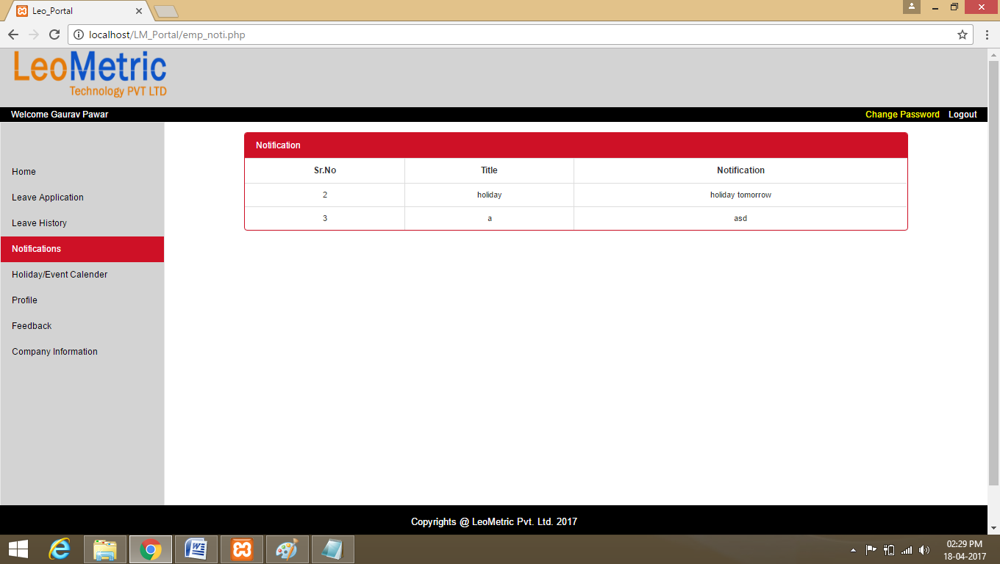 Leo_Portal
localhost/LM_Portal/emp_noti.php
LeoMetric
Technology PVT LTD
Welcome Gaurav Pawar
Change Password Logout
Home
Leave Application
Leave History
Notifications
Holiday/Event Calender
Profile
Feedback
Company Information
Notification
Sr.No Title Notification
2 holiday holiday tomorrow
3 a asd
Copyrights @ LeoMetric Pvt. Ltd. 2017
02:29 PM
18-04-2017